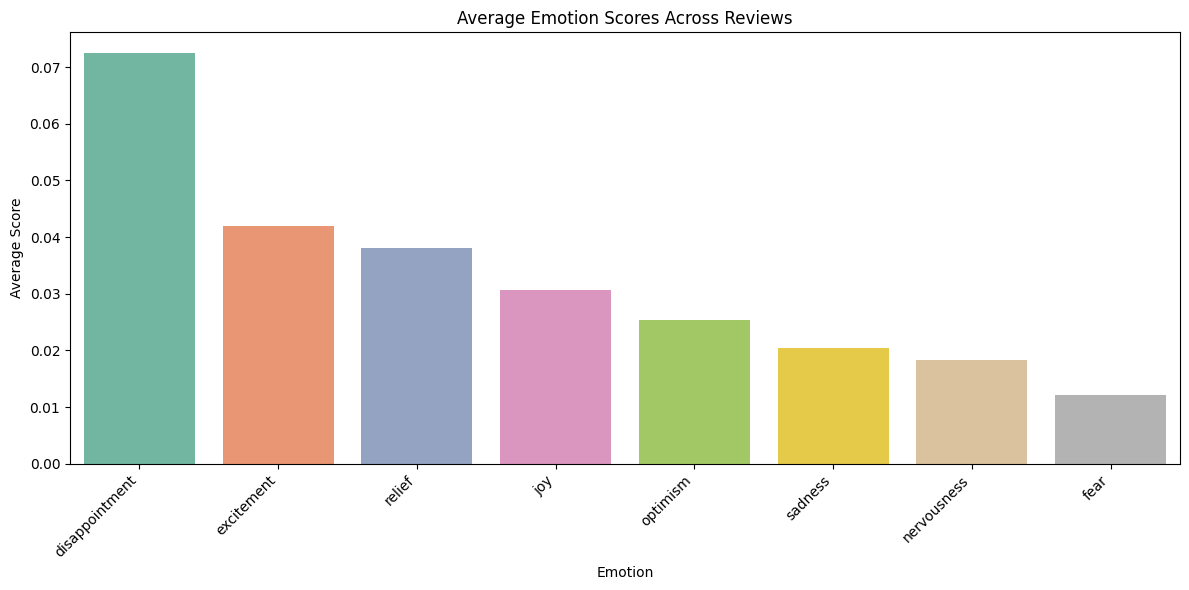 Average Emotion Scores Across Reviews
Average Score
0.07
0.06
0.05
0.04
0.03
0.02
0.01
0.00
disappointment
excitement
relief
joy
optimism
sadness
nervousness
fear
Emotion